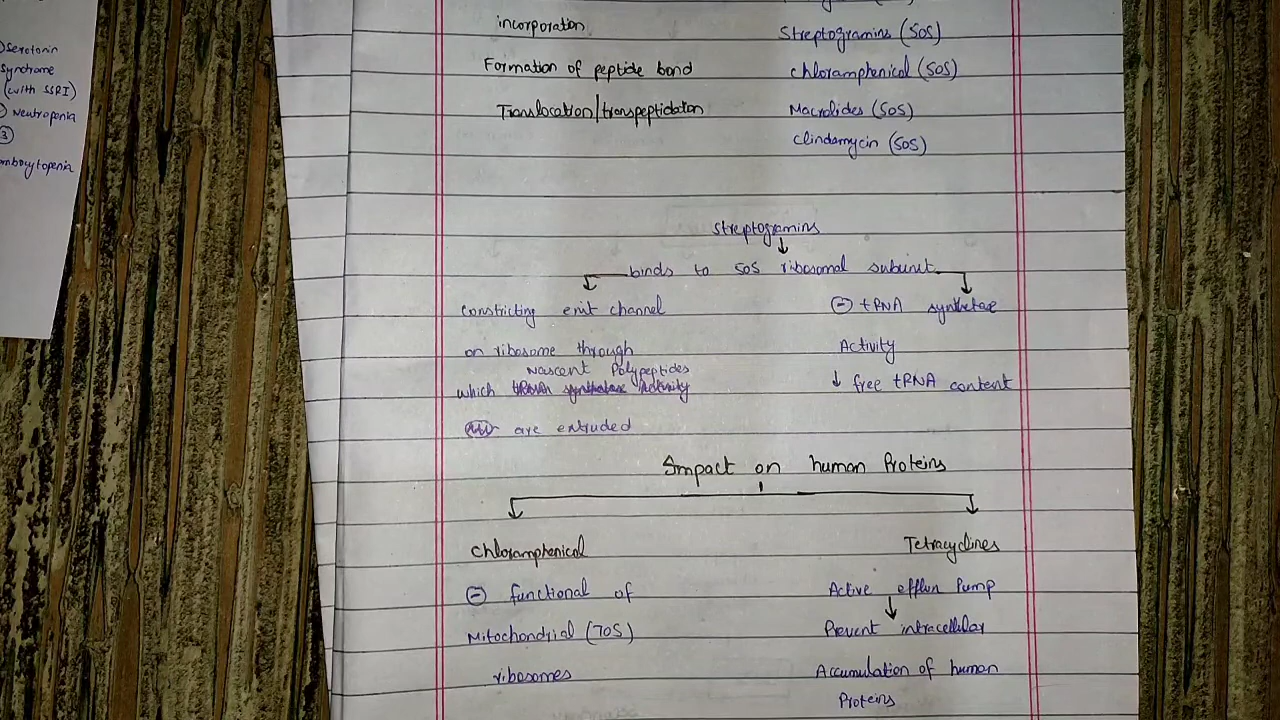 Serotonin
Syndrome
(with SSRI)
Neutropenia
③
mbocytopenia
incorporation
Streptogramins (50S)
Formation of peptide bond
chloramphenicol (50S)
Translocation/transpeptidation
Macrolides (50S)
Clindamycin (50S)
Streptogramins
↓
binds to 50S ribosomal subunit
constricting exit channel
⊖ tRNA synthetase
on ribosome through
Activity
Nascent Polypeptides
which
↓ free tRNA content
are extruded
Impact on human Proteins
Chloramphenicol
Tetracyclines
⊖ functional of
Active efflux Pump
↓
Mitochondrial (70S)
Prevent intracellular
ribosomes
Accumulation of human
Proteins